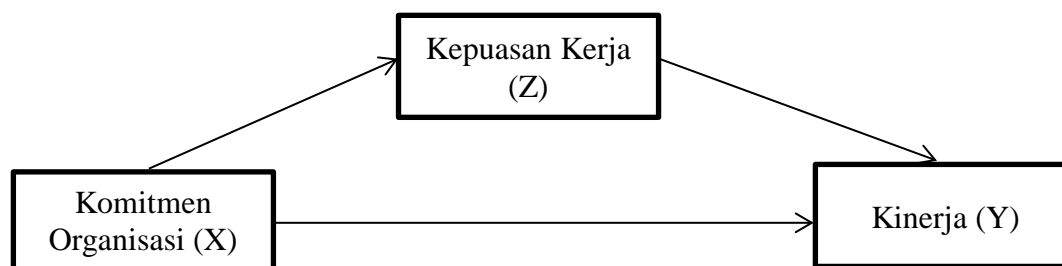 Kepuasan Kerja
(Z)
Komitmen
Organisasi (X)
Kinerja (Y)